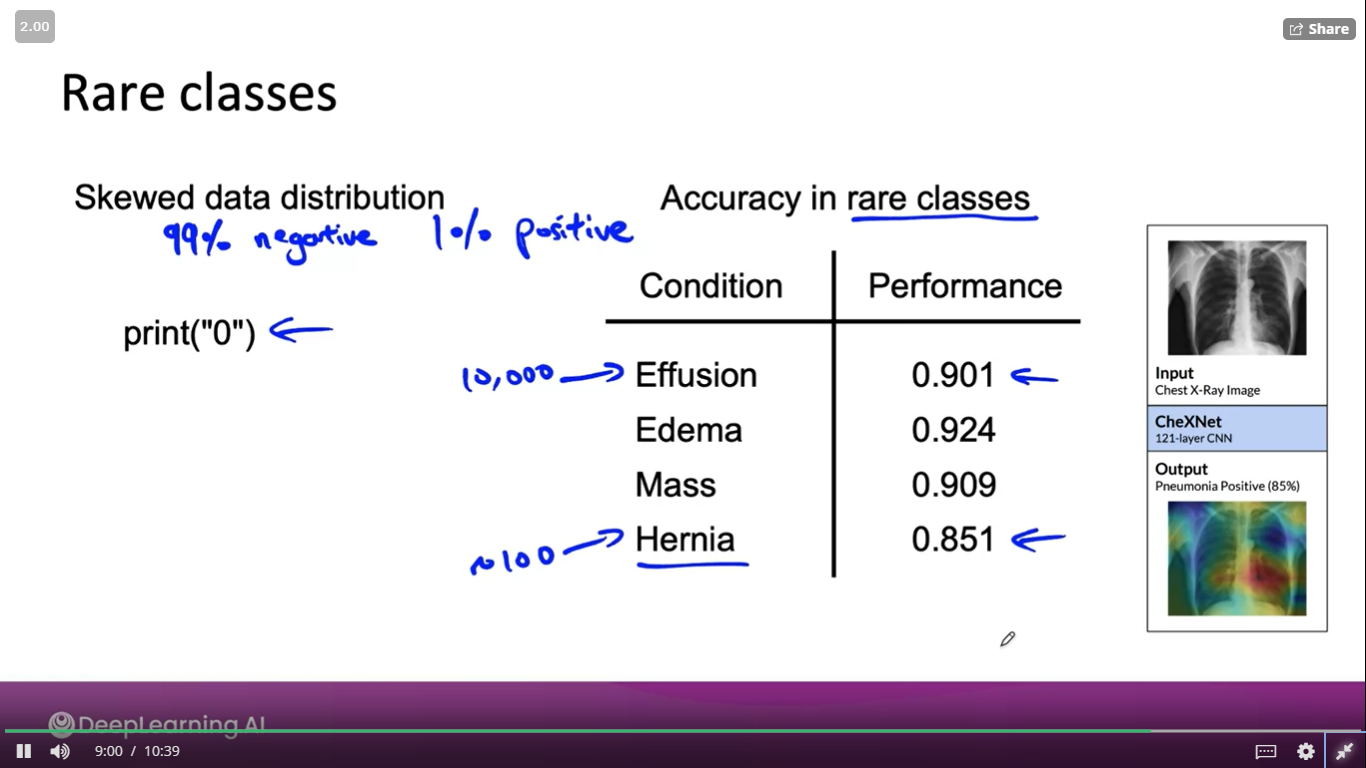 2.00
Share
Rare classes
Skewed data distribution
99% negative 1% positive
print("0")
Accuracy in rare classes
Condition Performance
10,000 Effusion 0.901
Edema 0.924
Mass 0.909
~100 Hernia 0.851
Input
Chest X-Ray Image
CheXNet
121-layer CNN
Output
Pneumonia Positive (85%)
DeepLearning.AI
9:00 / 10:39